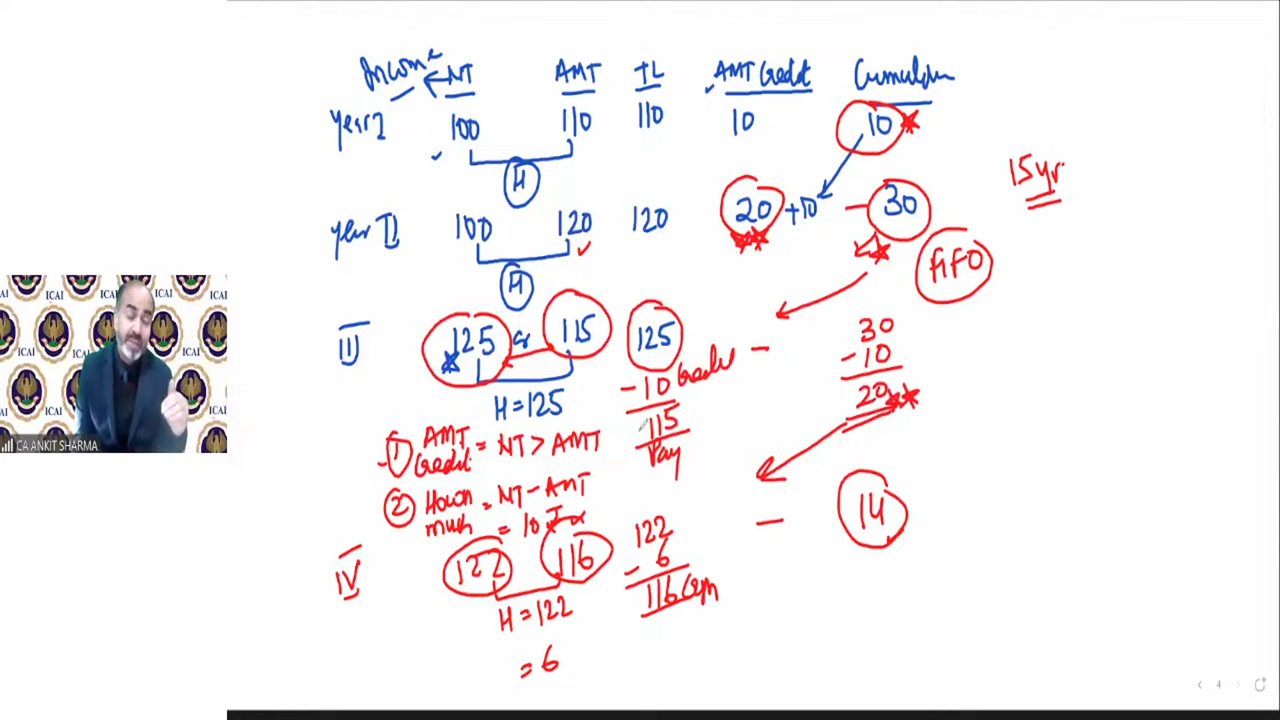 Income ← NT AMT TL AMT Credit Cumulative
Year I 100 110 110 10 10
H
15 yr.
Year II 100 120 120 20 + 10 - 30
H
FIFO
III 125 or 115 125 -
- 10 Credit
115
Pay
30
- 10
20
H = 125
① AMT Credit = NT > AMT
② How much = NT - AMT
= 10
IV 122 116 122 - 14
- 6
116
H = 122
= 6
ICAI
ICAI
CA ANKIT SHARMA
4